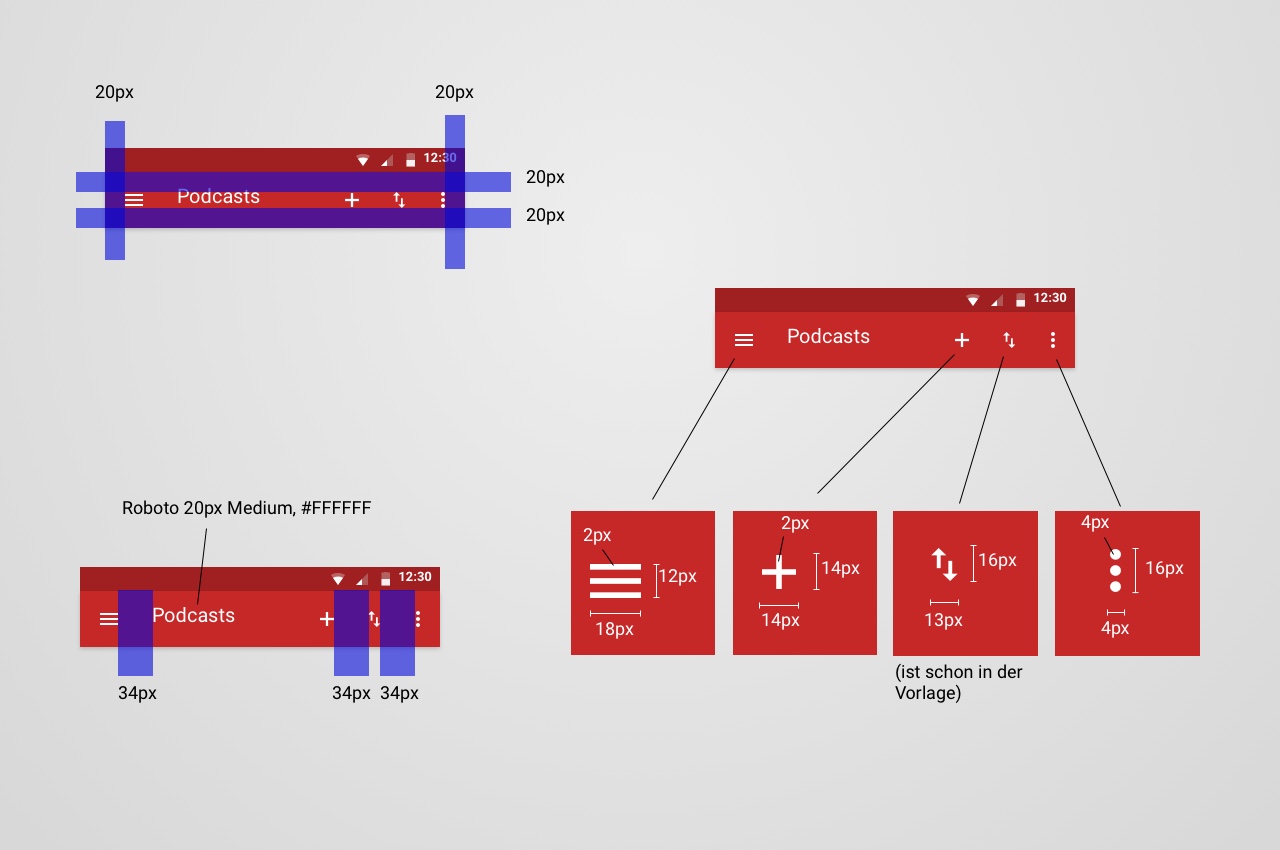 20px
20px
12:30
20px
Podcasts
20px
12:30
Podcasts
Roboto 20px Medium, #FFFFFF
12:30
Podcasts
34px
34px
34px
2px
12px
18px
2px
14px
14px
16px
13px
(ist schon in der
Vorlage)
4px
16px
4px